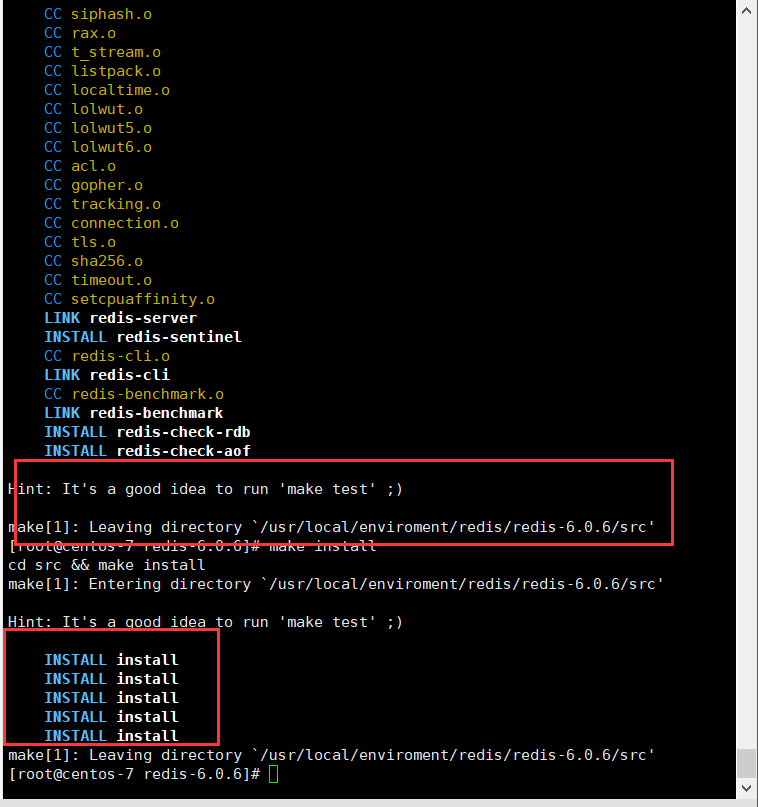 CC siphash.o
CC rax.o
CC t_stream.o
CC listpack.o
CC localtime.o
CC lolwut.o
CC lolwut5.o
CC lolwut6.o
CC acl.o
CC gopher.o
CC tracking.o
CC connection.o
CC tls.o
CC sha256.o
CC timeout.o
CC setcpuaffinity.o
LINK redis-server
INSTALL redis-sentinel
CC redis-cli.o
LINK redis-cli
CC redis-benchmark.o
LINK redis-benchmark
INSTALL redis-check-rdb
INSTALL redis-check-aof
Hint: It's a good idea to run 'make test' ;)
make[1]: Leaving directory `/usr/local/enviroment/redis/redis-6.0.6/src'
[root@centos-7 redis-6.0.6]# make install
cd src && make install
make[1]: Entering directory `/usr/local/enviroment/redis/redis-6.0.6/src'
Hint: It's a good idea to run 'make test' ;)
INSTALL install
INSTALL install
INSTALL install
INSTALL install
INSTALL install
make[1]: Leaving directory `/usr/local/enviroment/redis/redis-6.0.6/src'
[root@centos-7 redis-6.0.6]#